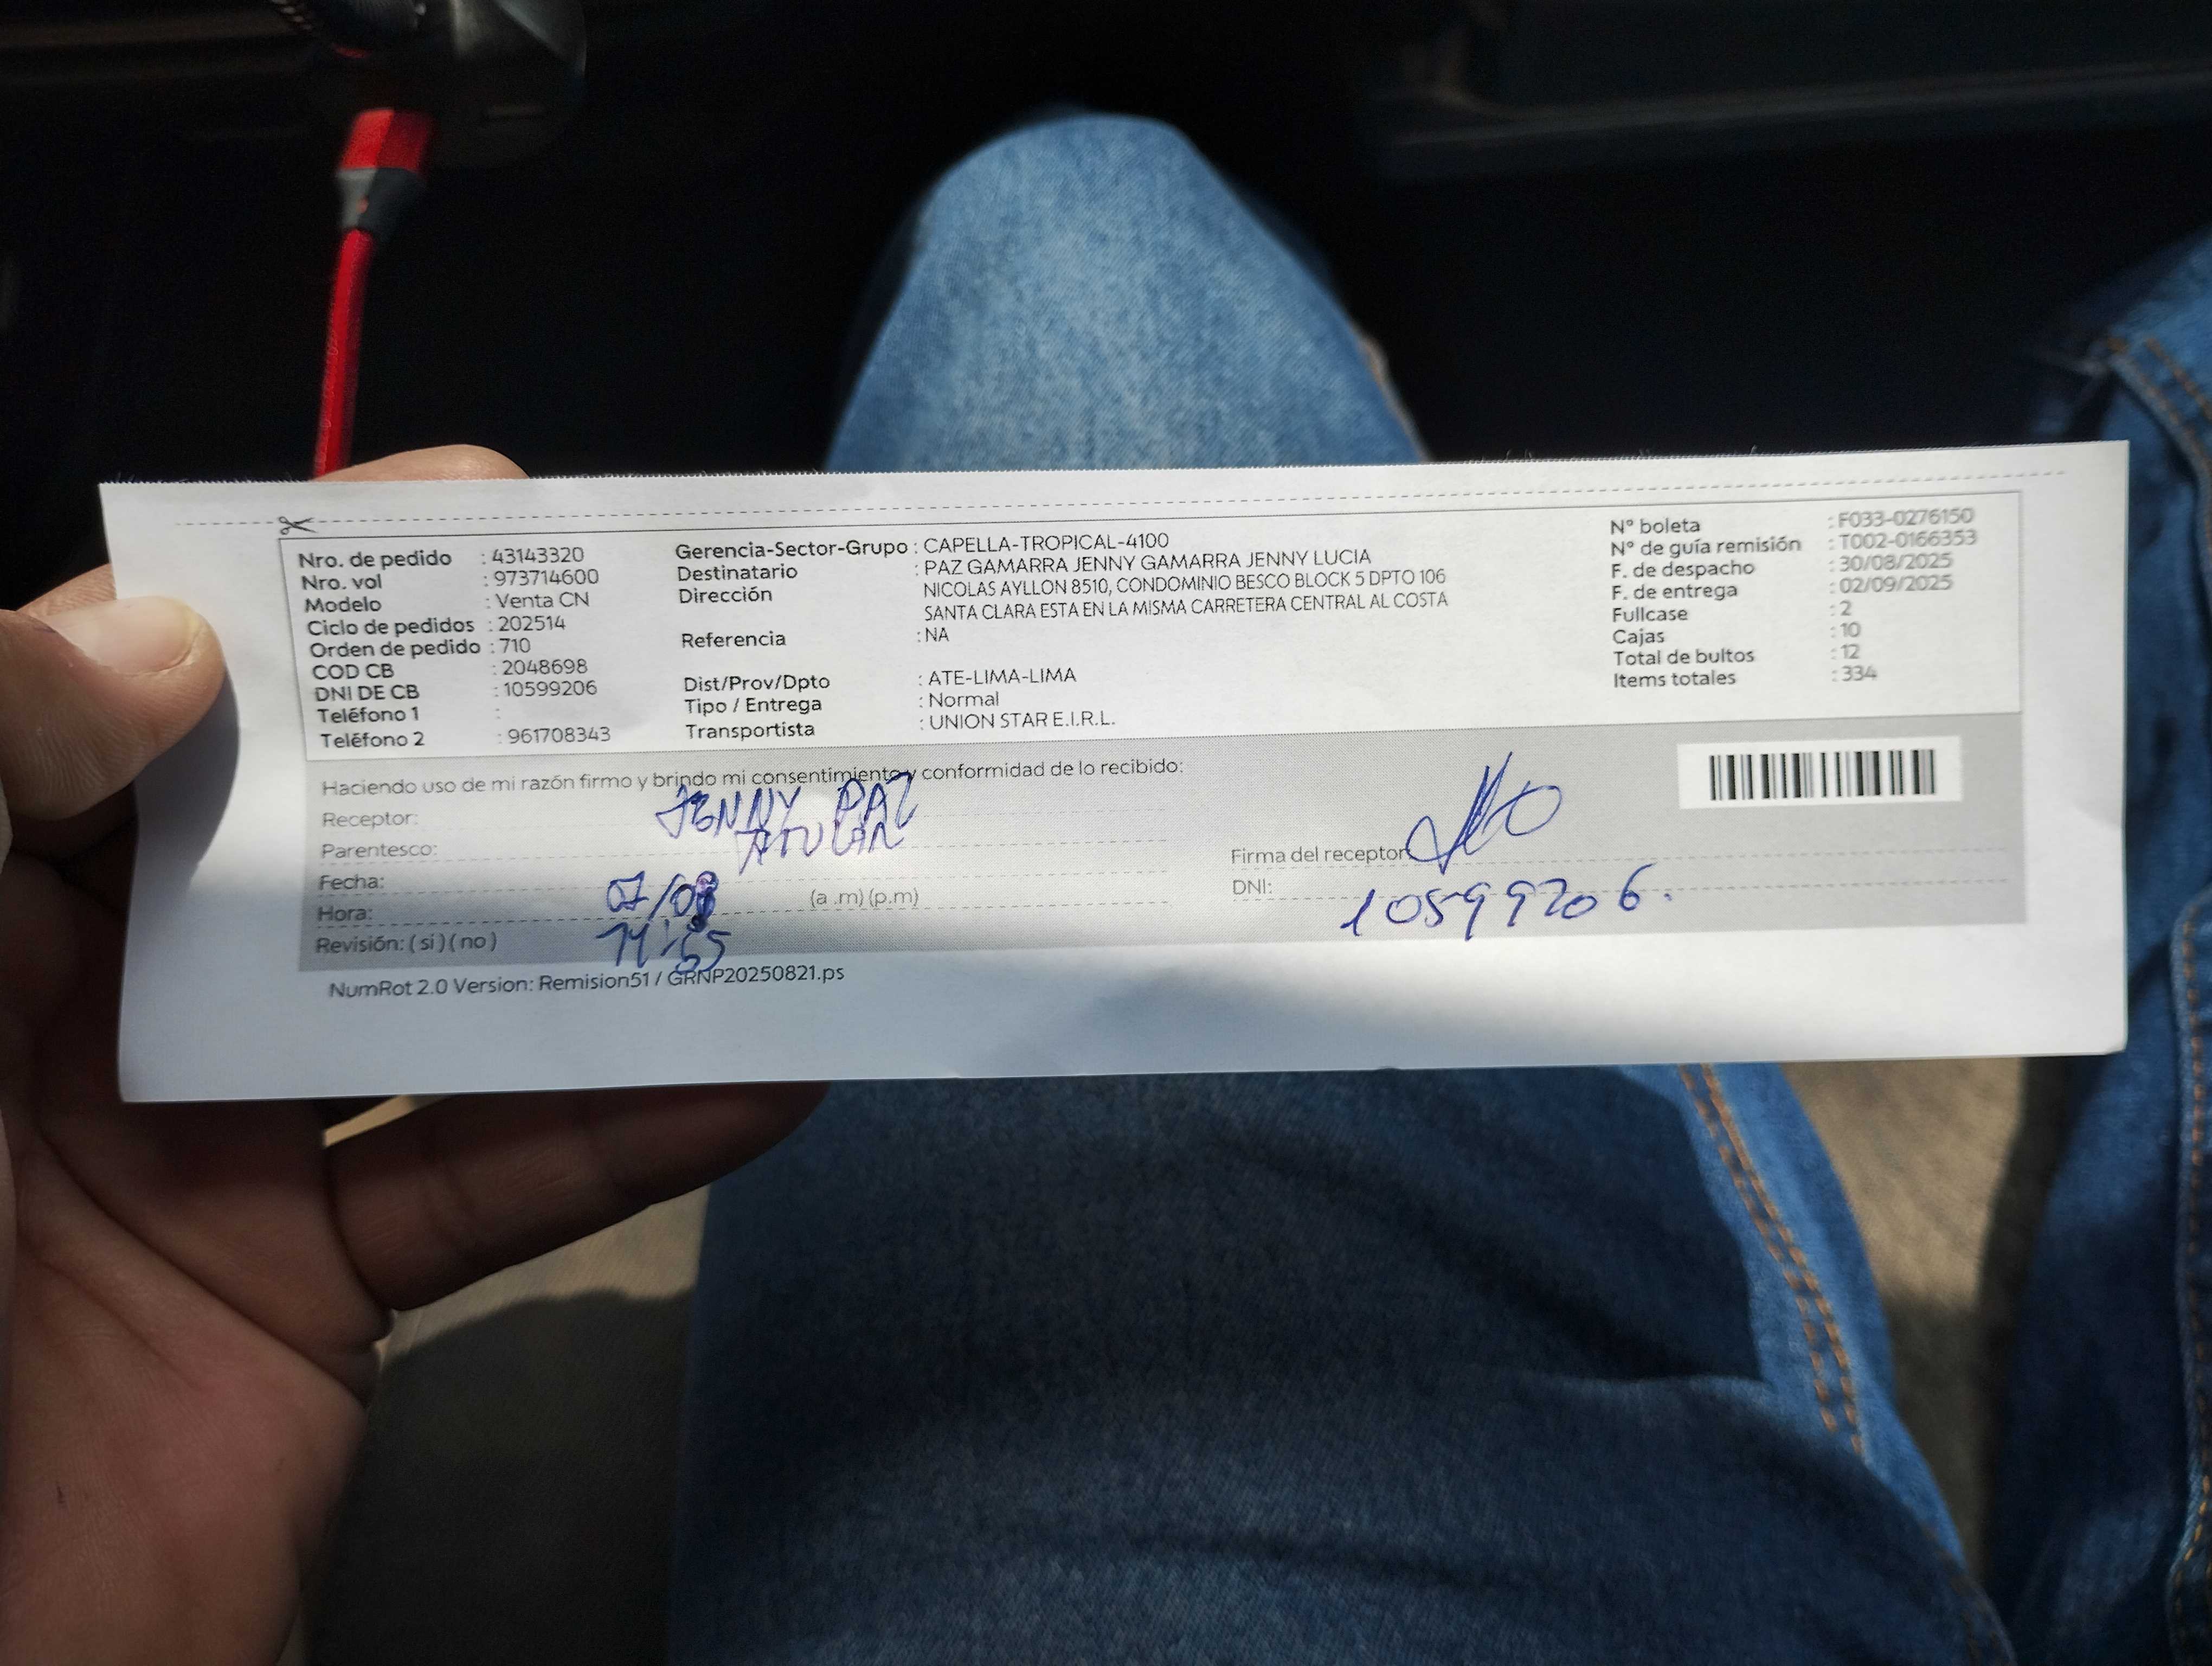 Nro. de pedido : 43143320
Nro. vol : 973714600
Modelo : Venta CN
Ciclo de pedidos : 202514
Orden de pedido : 710
COD CB : 2048698
DNI DE CB : 10599206
Teléfono 1 :
Teléfono 2 : 961708343
Gerencia-Sector-Grupo : CAPELLA-TROPICAL-4100
Destinatario : PAZ GAMARRA JENNY GAMARRA JENNY LUCIA
Dirección NICOLAS AYLLON 8510, CONDOMINIO BESCO BLOCK 5 DPTO 106
SANTA CLARA ESTA EN LA MISMA CARRETERA CENTRAL AL COSTA
Referencia : NA
Dist/Prov/Dpto : ATE-LIMA-LIMA
Tipo / Entrega : Normal
Transportista : UNION STAR E.I.R.L.
N° boleta : F033-0276150
N° de guía remisión : T002-0166353
F. de despacho : 30/08/2025
F. de entrega : 02/09/2025
Fullcase : 2
Cajas : 10
Total de bultos : 12
Items totales : 334
Haciendo uso de mi razón firmo y brindo mi consentimiento y conformidad de lo recibido:
Receptor: JENNY PAZ
Parentesco:
Fecha:
Hora: (a .m) (p.m)
Revisión: ( si ) ( no )
Firma del receptor:
DNI: 10599206.
NumRot 2.0 Version: Remision51 / GRNP20250821.ps